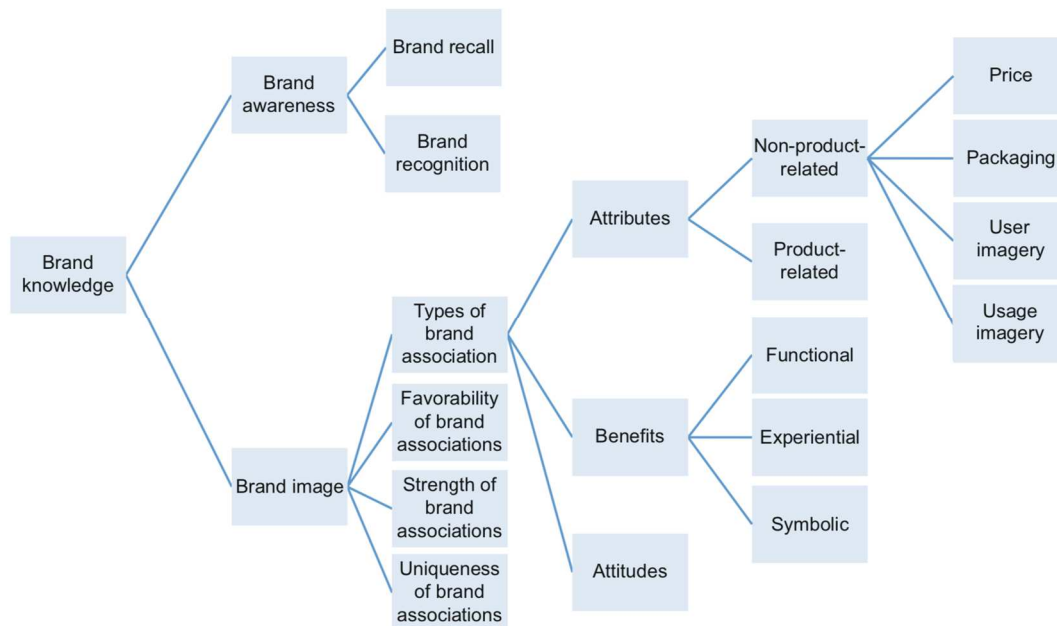 Brand
knowledge
Brand
awareness
Brand image
Brand recall
Brand
recognition
Types of
brand
association
Favorability
of brand
associations
Strength of
brand
associations
Uniqueness
of brand
associations
Attributes
Benefits
Attitudes
Non-product-
related
Product-
related
Functional
Experiential
Symbolic
Price
Packaging
User
imagery
Usage
imagery